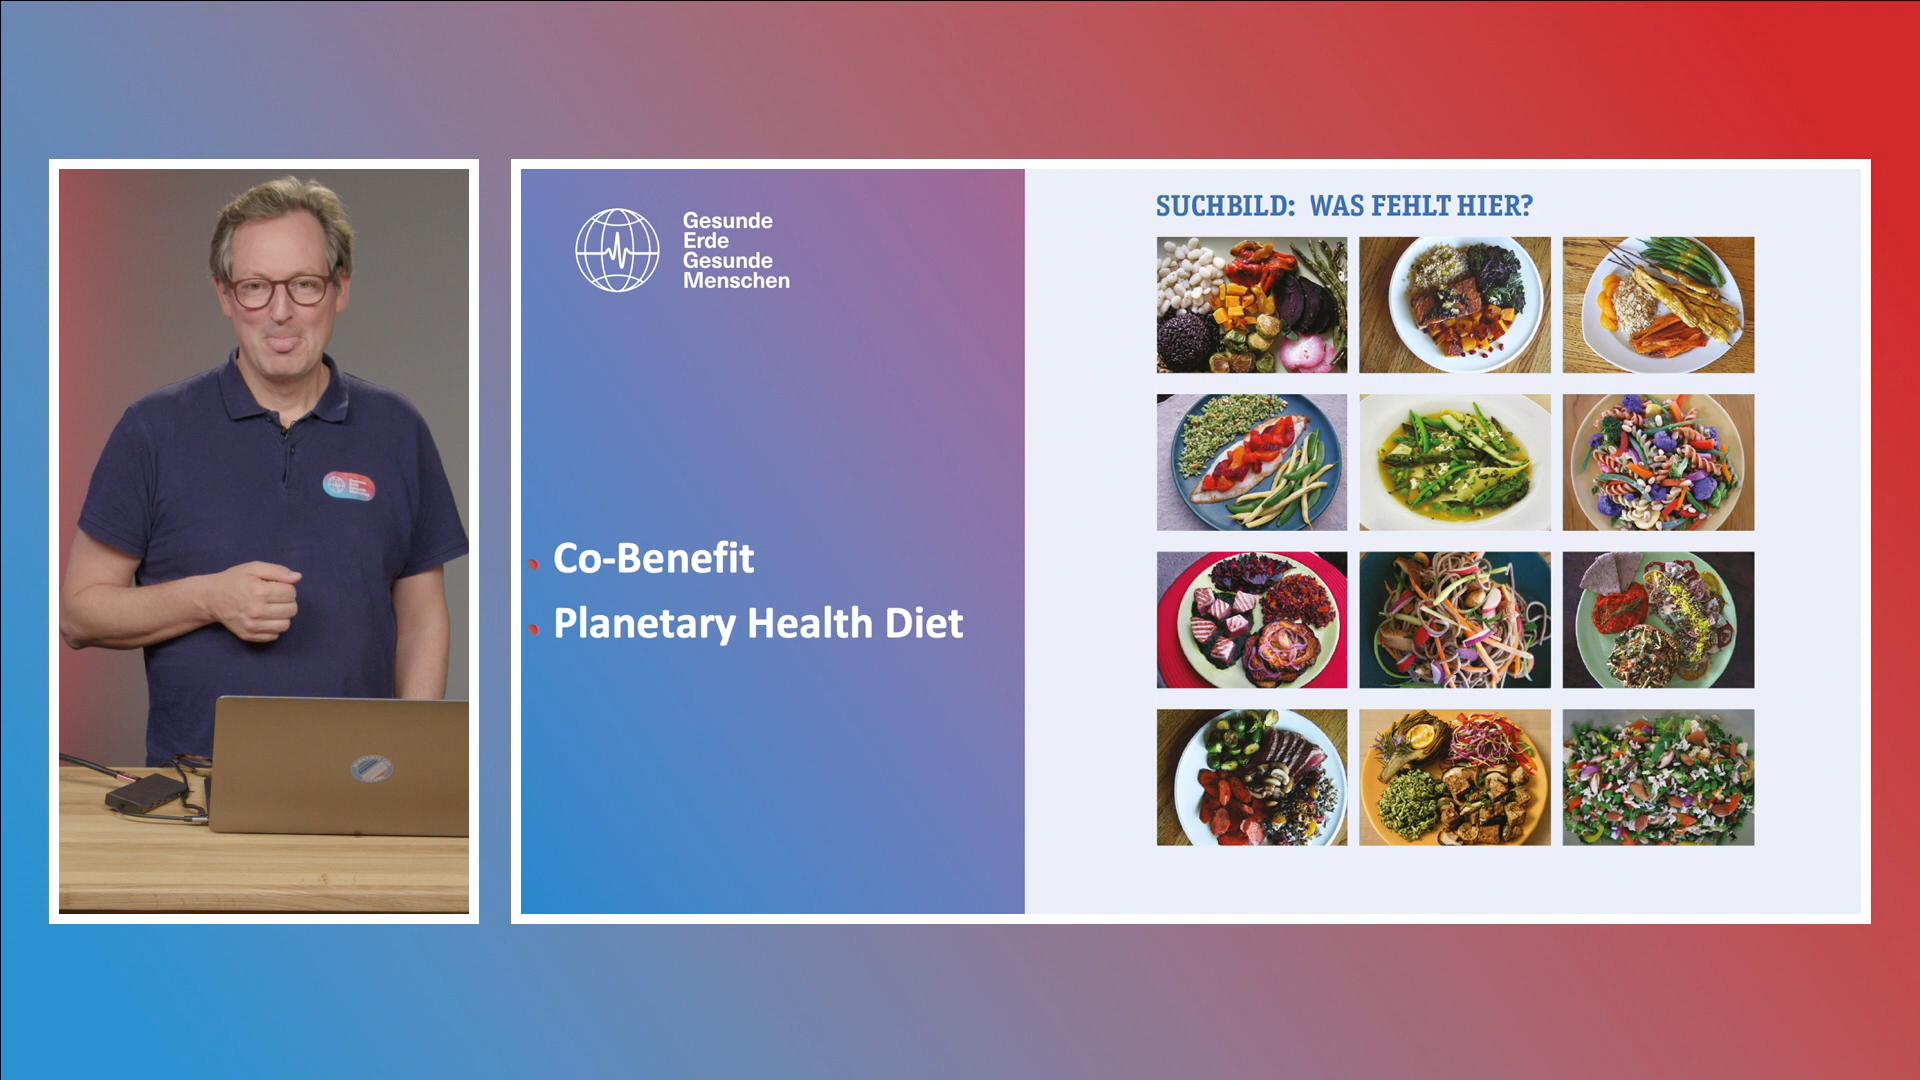 Gesunde
Erde
Gesunde
Menschen
Co-Benefit
Planetary Health Diet
SUCHBILD: WAS FEHLT HIER?